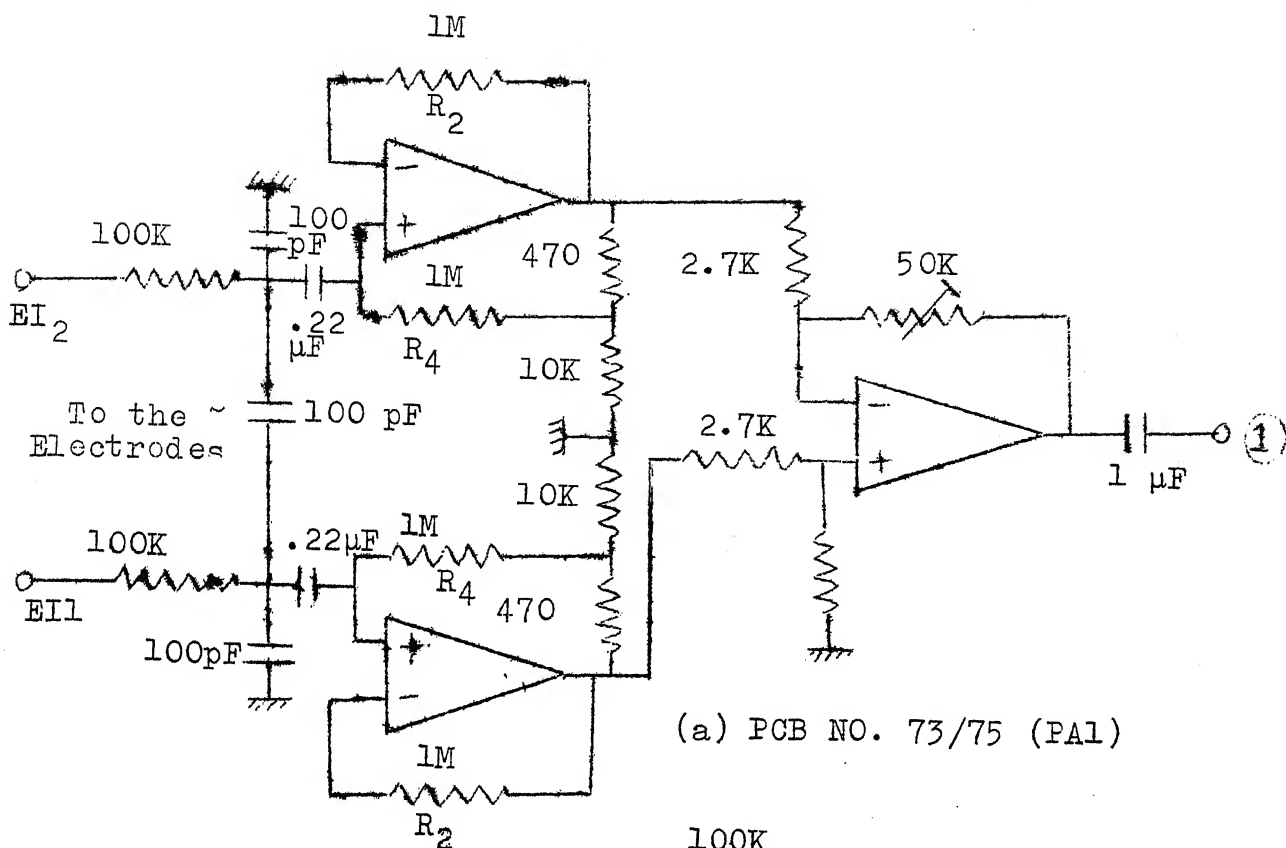 1M
R2
100K
100
pF
EI2
.22
μF
1M
R4
470
2.7K
50K
10K
To the ~
Electrodes
100 pF
2.7K
①
1 μF
10K
100K
.22μF
1M
R4
470
EI1
100pF
(a) PCB NO. 73/75 (PA1)
1M
R2
100K